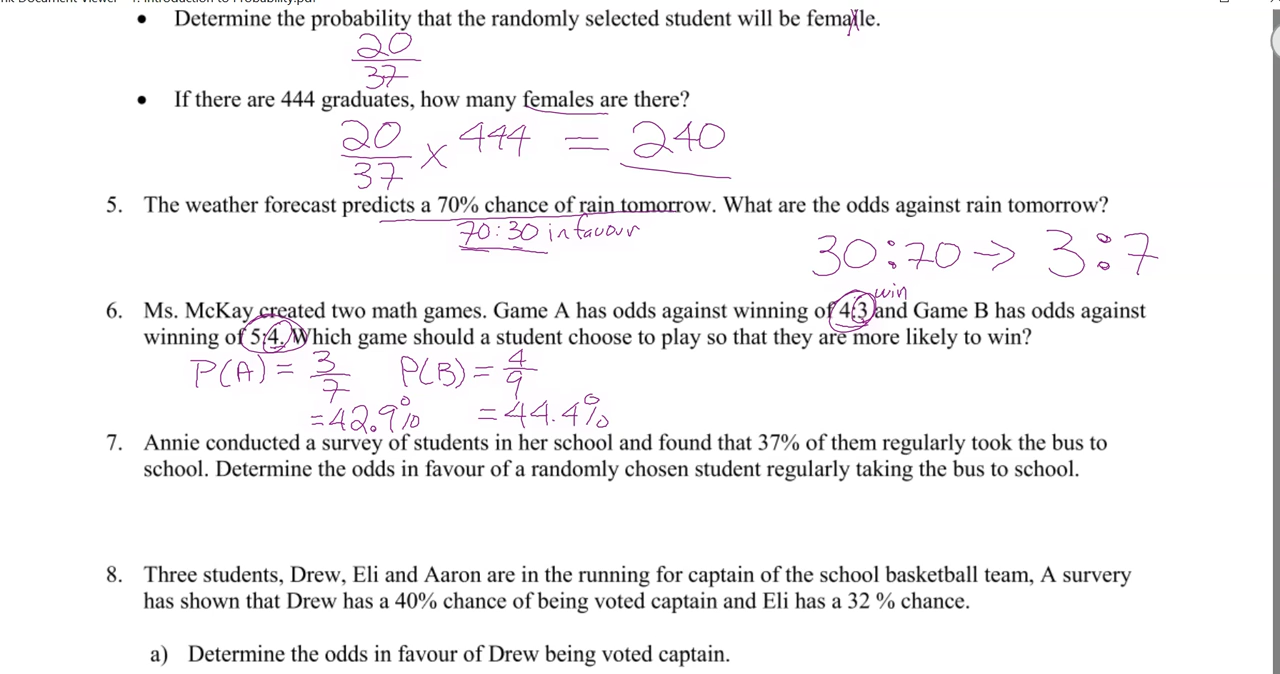 Introduction to Probability.pdf
• Determine the probability that the randomly selected student will be female.
20
37
• If there are 444 graduates, how many females are there?
20/37 × 444 = 240
5. The weather forecast predicts a 70% chance of rain tomorrow. What are the odds against rain tomorrow?
70:30 in favour
30:70 → 3:7
win
6. Ms. McKay created two math games. Game A has odds against winning of 4:3 and Game B has odds against
winning of 5:4. Which game should a student choose to play so that they are more likely to win?
P(A) = 3/7 P(B) = 4/9
= 42.9% = 44.4%
7. Annie conducted a survey of students in her school and found that 37% of them regularly took the bus to
school. Determine the odds in favour of a randomly chosen student regularly taking the bus to school.
8. Three students, Drew, Eli and Aaron are in the running for captain of the school basketball team, A survery
has shown that Drew has a 40% chance of being voted captain and Eli has a 32 % chance.
a) Determine the odds in favour of Drew being voted captain.